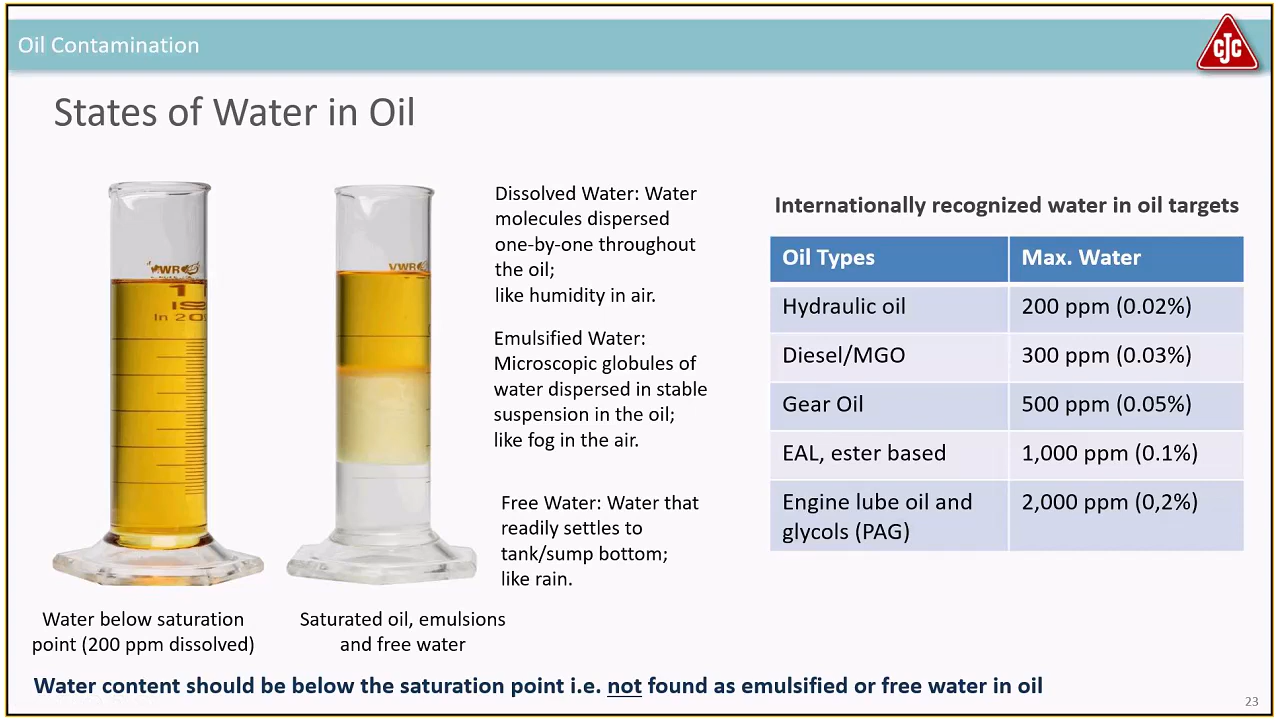 Oil Contamination
CJC
States of Water in Oil
VWR
In 20
VWR
Dissolved Water: Water
molecules dispersed
one-by-one throughout
the oil;
like humidity in air.
Emulsified Water:
Microscopic globules of
water dispersed in stable
suspension in the oil;
like fog in the air.
Free Water: Water that
readily settles to
tank/sump bottom;
like rain.
Water below saturation
point (200 ppm dissolved)
Saturated oil, emulsions
and free water
Internationally recognized water in oil targets
Oil Types Max. Water
Hydraulic oil 200 ppm (0.02%)
Diesel/MGO 300 ppm (0.03%)
Gear Oil 500 ppm (0.05%)
EAL, ester based 1,000 ppm (0.1%)
Engine lube oil and 2,000 ppm (0,2%)
glycols (PAG)
Water content should be below the saturation point i.e. not found as emulsified or free water in oil
23